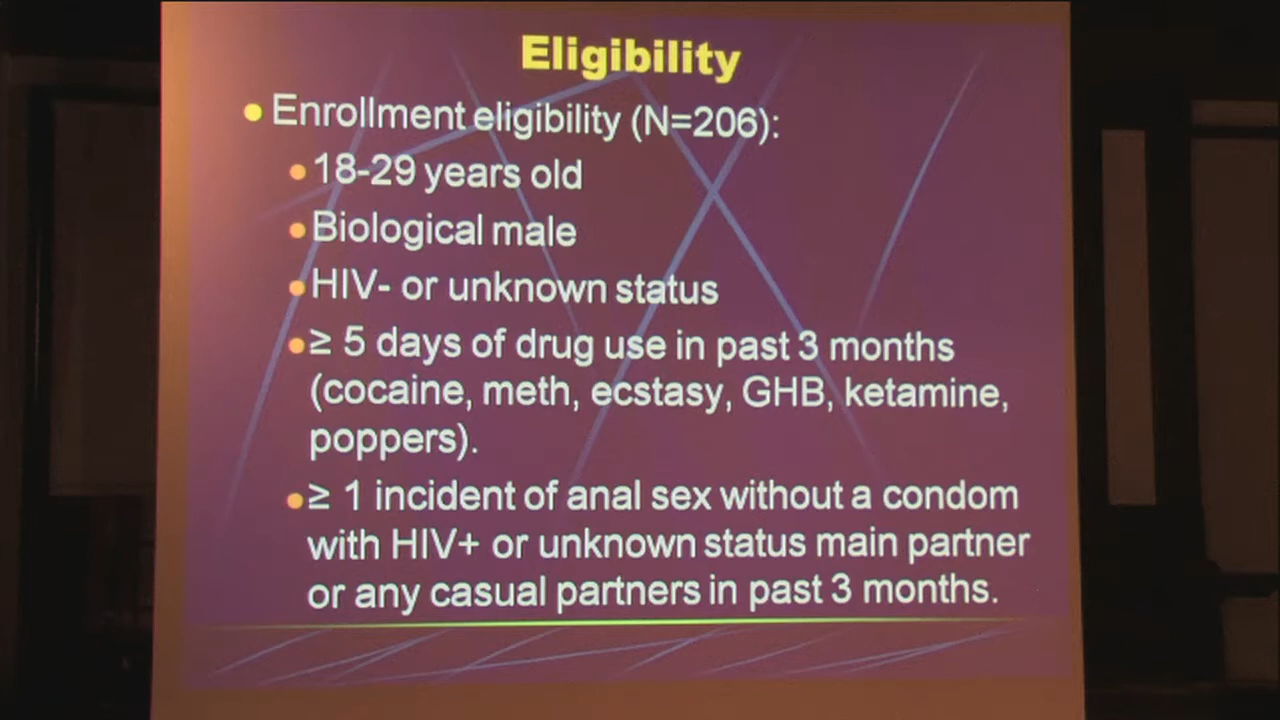 Eligibility
• Enrollment eligibility (N=206):
• 18-29 years old
• Biological male
• HIV- or unknown status
• ≥ 5 days of drug use in past 3 months
(cocaine, meth, ecstasy, GHB, ketamine,
poppers).
• ≥ 1 incident of anal sex without a condom
with HIV+ or unknown status main partner
or any casual partners in past 3 months.